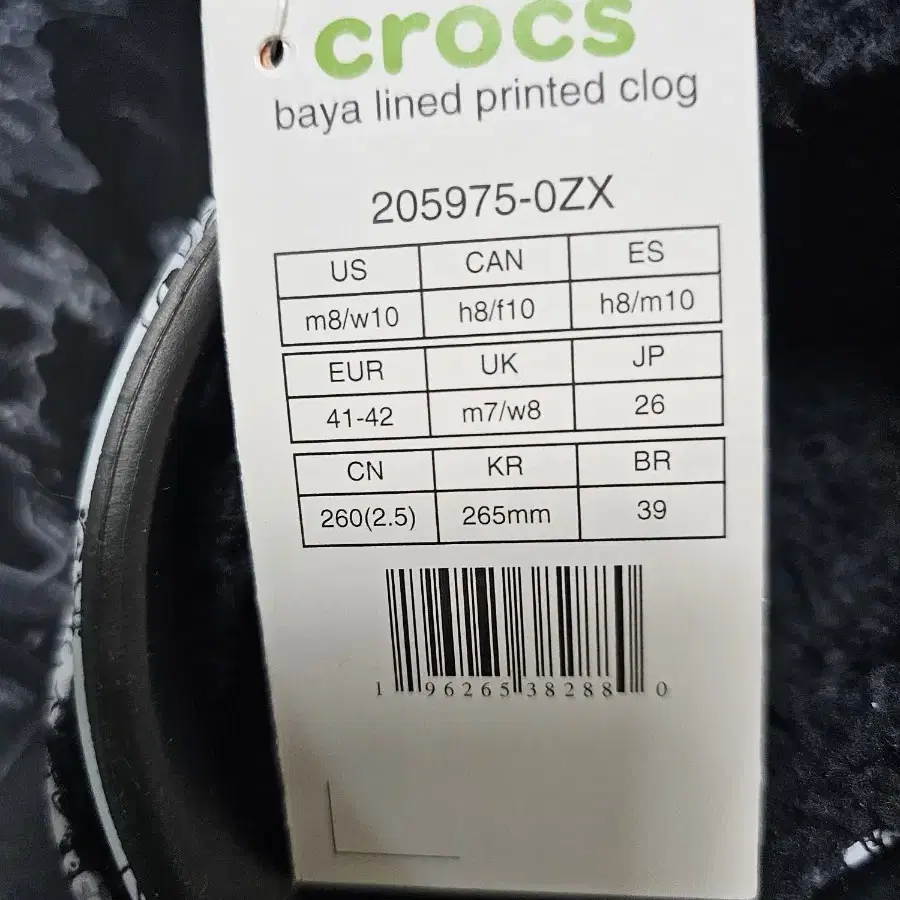 crocs
baya lined printed clog
205975-0ZX
US CAN ES
m8/w10 h8/f10 h8/m10
EUR UK JP
41-42 m7/w8 26
CN KR BR
260(2.5) 265mm 39
1 96265 38288 0